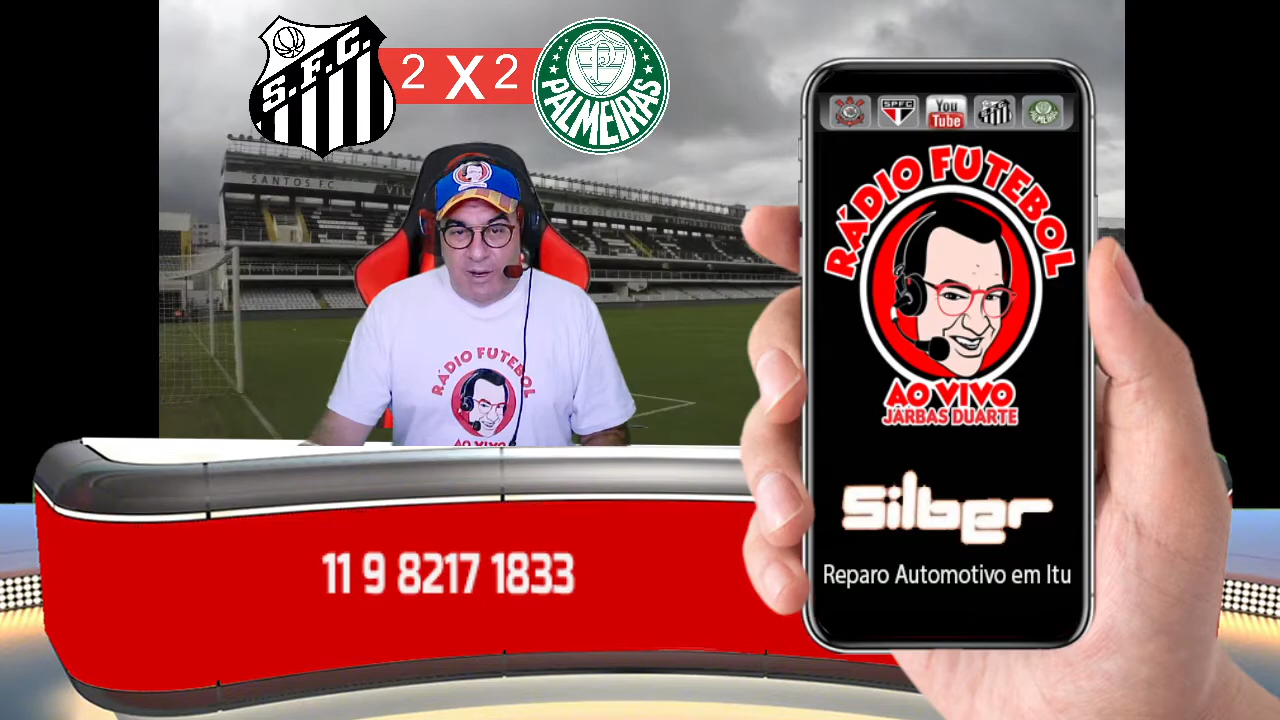 S.F.C.
2 X 2
PALMEIRAS
SANTOS FC
SPFC
You
Tube
RÁDIO FUTEBOL
AO VIVO
JARBAS DUARTE
RÁDIO FUTEBOL
AO VIVO
11 9 8217 1833
Silber
Reparo Automotivo em Itu